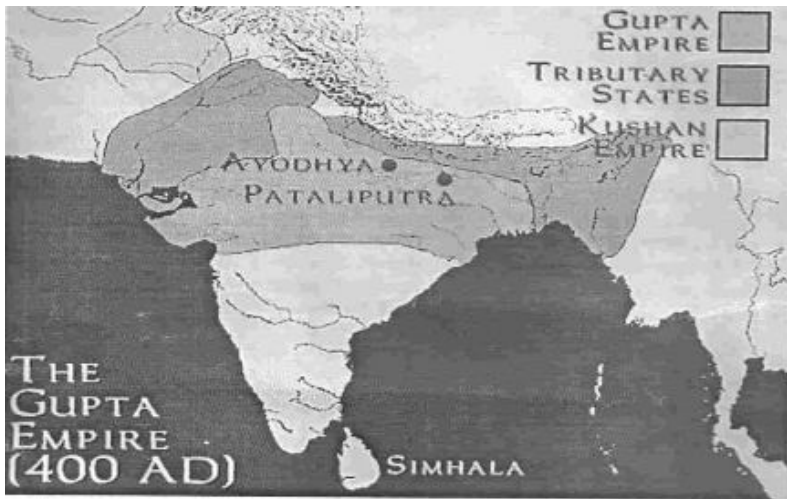 GUPTA
EMPIRE
TRIBUTARY
STATES
KUSHAN
EMPIRE
AYODHYA
PATALIPUTRA
THE
GUPTA
EMPIRE
(400 AD)
SIMHALA